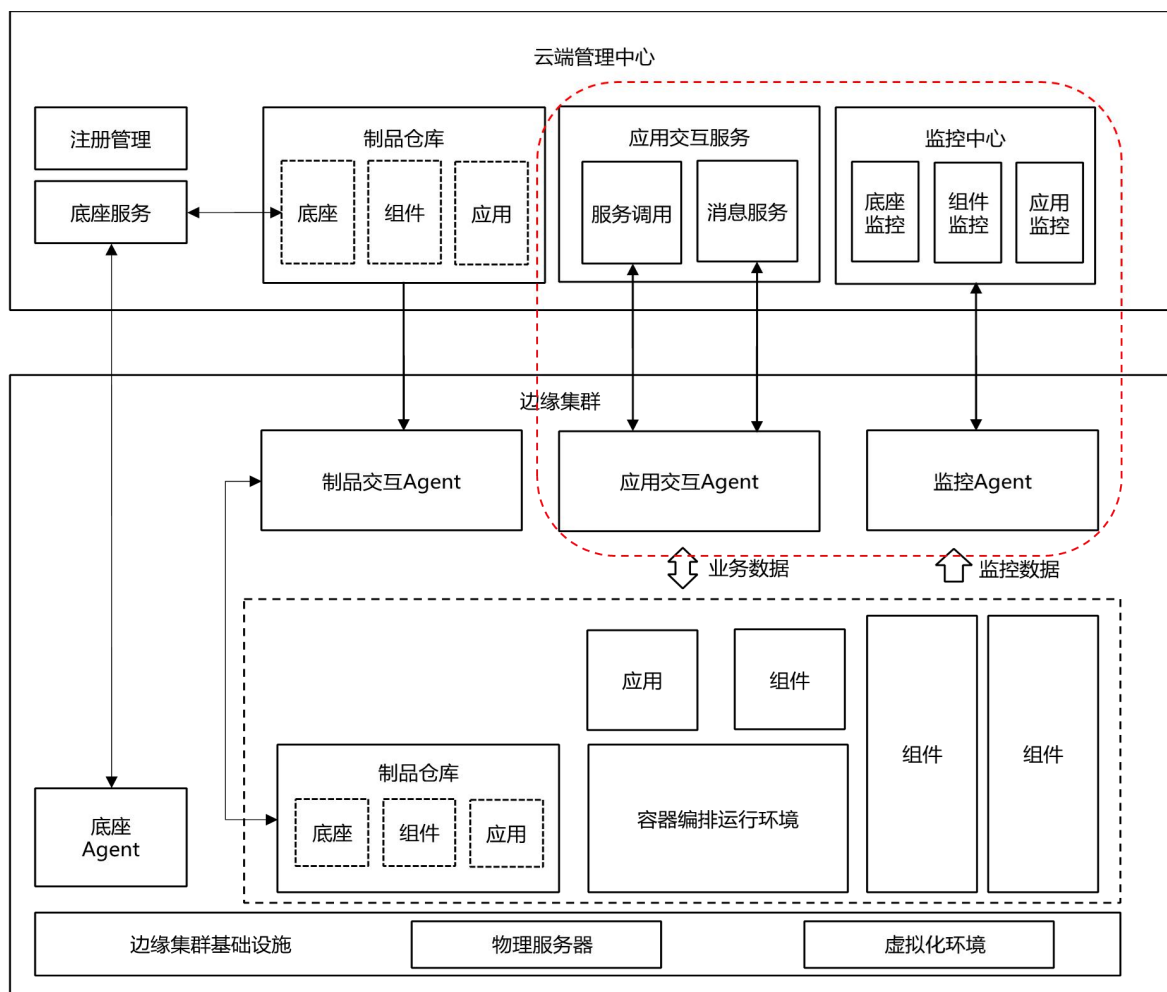 云端管理中心
注册管理
底座服务
制品仓库
底座
组件
应用
应用交互服务
服务调用
消息服务
监控中心
底座
监控
组件
监控
应用
监控
边缘集群
制品交互Agent
应用交互Agent
监控Agent
业务数据
监控数据
应用
组件
组件
组件
制品仓库
底座
组件
应用
容器编排运行环境
底座
Agent
边缘集群基础设施
物理服务器
虚拟化环境